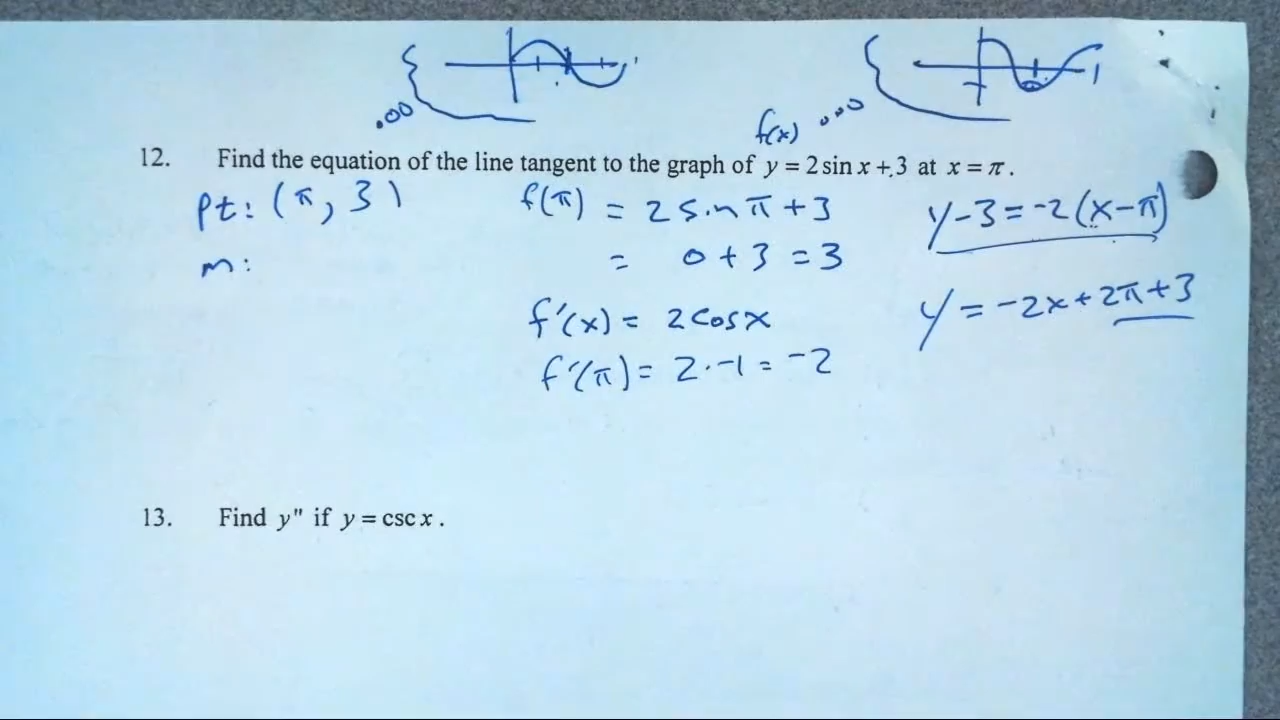 f(x)
12. Find the equation of the line tangent to the graph of y = 2 sin x + 3 at x = π.
pt: (π, 3)
m:
f(π) = 2 sin π + 3
= 0 + 3 = 3
f'(x) = 2 cos x
f'(π) = 2 · -1 = -2
y - 3 = -2(x - π)
y = -2x + 2π + 3
13. Find y" if y = csc x.